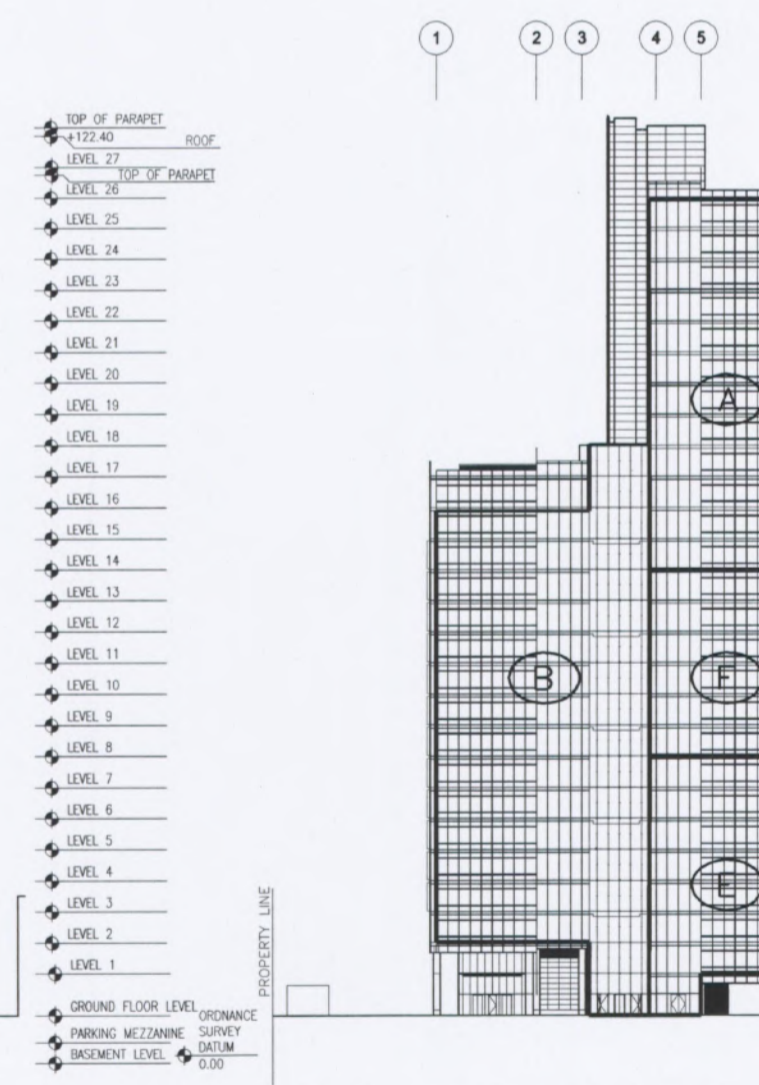 1 2 3 4 5
TOP OF PARAPET
+122.40 ROOF
LEVEL 27
TOP OF PARAPET
LEVEL 26
LEVEL 25
LEVEL 24
LEVEL 23
LEVEL 22
LEVEL 21
LEVEL 20
LEVEL 19
LEVEL 18
LEVEL 17
LEVEL 16
LEVEL 15
LEVEL 14
LEVEL 13
LEVEL 12
LEVEL 11
LEVEL 10
LEVEL 9
LEVEL 8
LEVEL 7
LEVEL 6
LEVEL 5
LEVEL 4
LEVEL 3
LEVEL 2
LEVEL 1
GROUND FLOOR LEVEL
PARKING MEZZANINE
BASEMENT LEVEL
ORDNANCE
SURVEY
DATUM
0.00
PROPERTY LINE
A
B
F
E